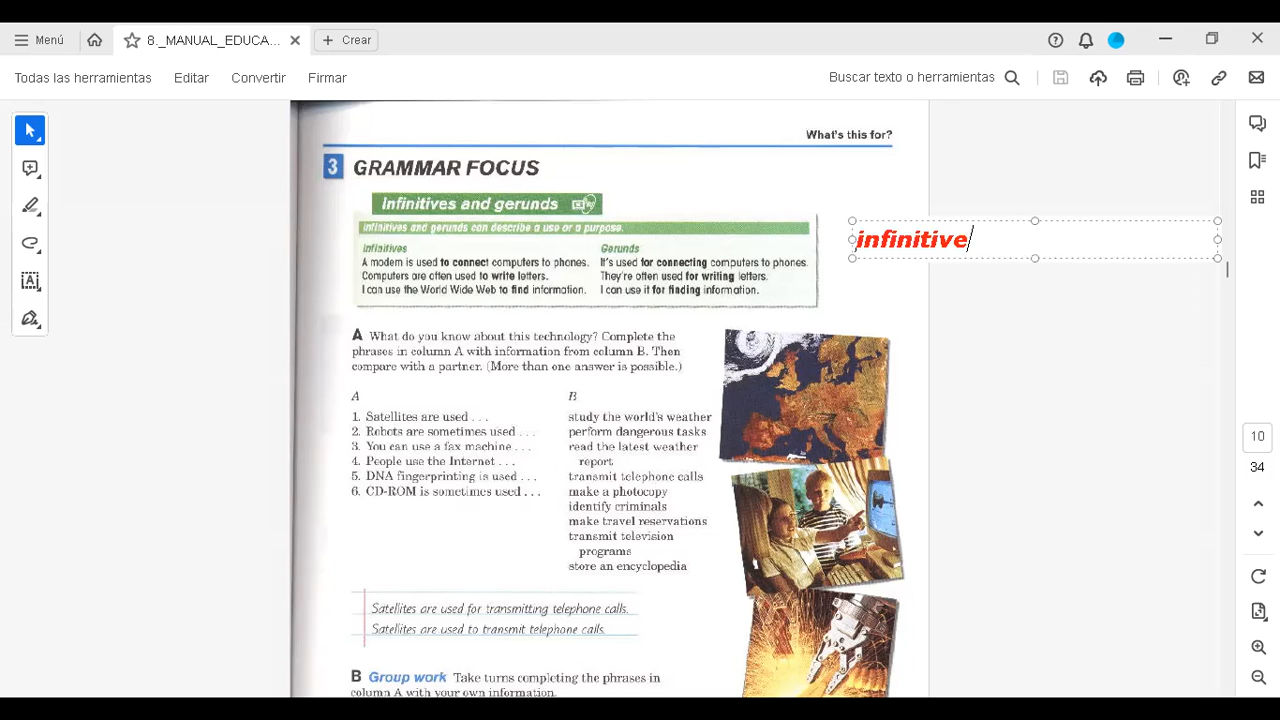 Menú
8._MANUAL_EDUCA...
Crear
Todas las herramientas
Editar
Convertir
Firmar
Buscar texto o herramientas
What's this for?
3 GRAMMAR FOCUS
Infinitives and gerunds
Infinitives and gerunds can describe a use or a purpose.
Infinitives
A modem is used to connect computers to phones.
Computers are often used to write letters.
I can use the World Wide Web to find information.
Gerunds
It's used for connecting computers to phones.
They're often used for writing letters.
I can use it for finding information.
infinitive
A What do you know about this technology? Complete the
phrases in column A with information from column B. Then
compare with a partner. (More than one answer is possible.)
A
1. Satellites are used . . .
2. Robots are sometimes used . . .
3. You can use a fax machine . . .
4. People use the Internet . . .
5. DNA fingerprinting is used . . .
6. CD-ROM is sometimes used . . .
B
study the world's weather
perform dangerous tasks
read the latest weather
report
transmit telephone calls
make a photocopy
identify criminals
make travel reservations
transmit television
programs
store an encyclopedia
Satellites are used for transmitting telephone calls.
Satellites are used to transmit telephone calls.
B Group work Take turns completing the phrases in
column A with your own information.
10
34